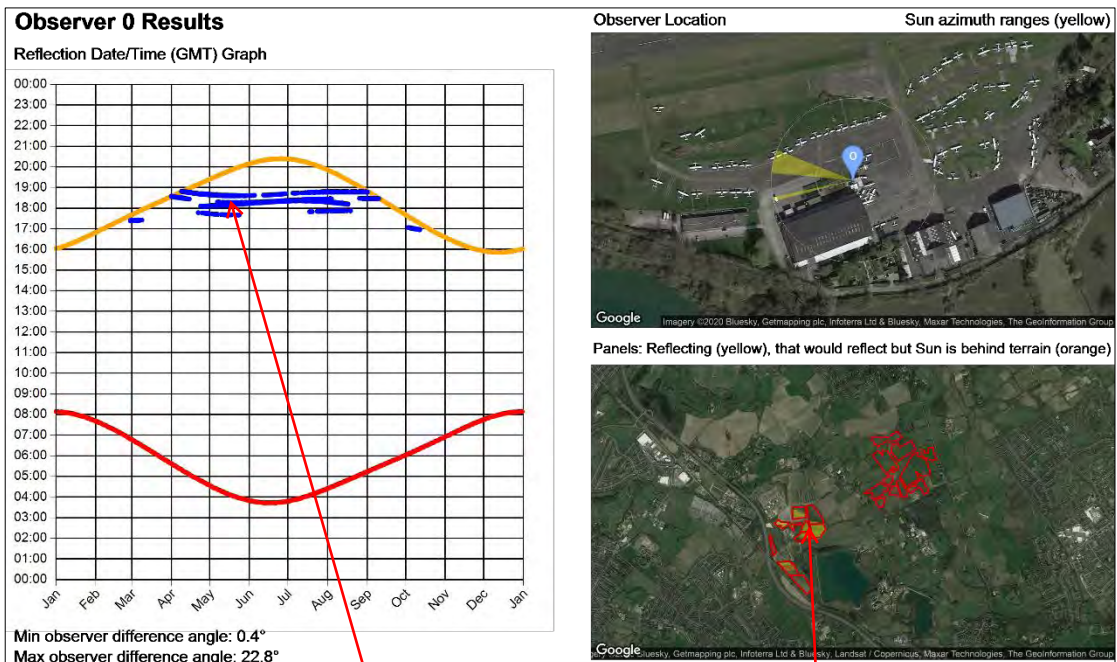 Observer 0 Results
Reflection Date/Time (GMT) Graph
00:00
23:00
22:00
21:00
20:00
19:00
18:00
17:00
16:00
15:00
14:00
13:00
12:00
11:00
10:00
09:00
08:00
07:00
06:00
05:00
04:00
03:00
02:00
01:00
00:00
Jan Feb Mar Apr May Jun Jul Aug Sep Oct Nov Dec Jan
Min observer difference angle: 0.4°
Max observer difference angle: 22.8°
Observer Location Sun azimuth ranges (yellow)
O
Google Imagery ©2020 Bluesky, Getmapping plc, Infoterra Ltd & Bluesky, Maxar Technologies, The GeoInformation Group
Panels: Reflecting (yellow), that would reflect but Sun is behind terrain (orange)
Google Bluesky, Getmapping plc, Infoterra Ltd & Bluesky, Landsat / Copernicus, Maxar Technologies, The GeoInformation Group